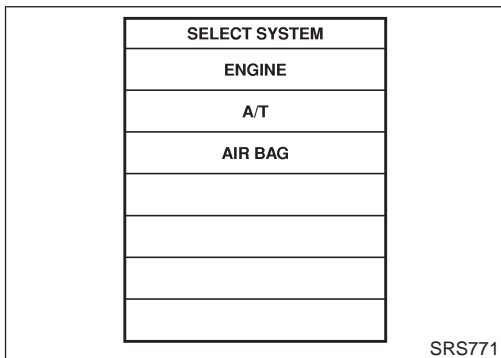 SELECT SYSTEM
ENGINE
A/T
AIR BAG
SRS771